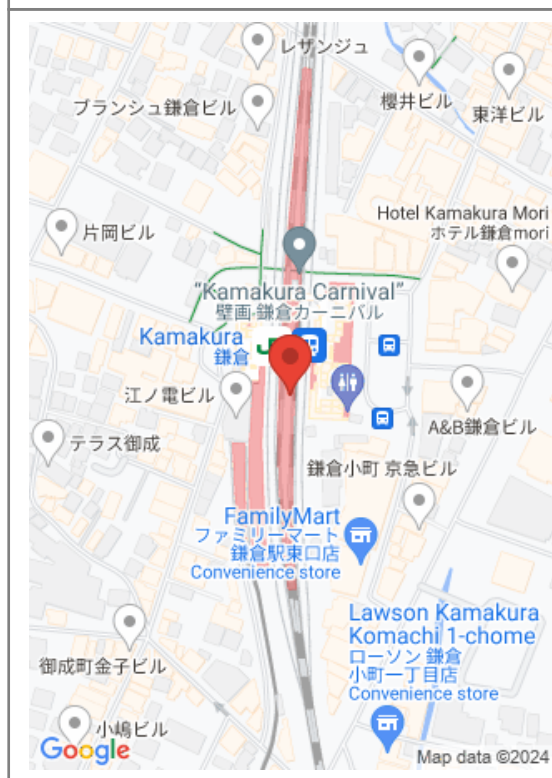 レザンジュ
ブランシュ鎌倉ビル
櫻井ビル
東洋ビル
片岡ビル
Hotel Kamakura Mori
ホテル鎌倉mori
“Kamakura Carnival”
壁画 鎌倉カーニバル
Kamakura
鎌倉
江ノ電ビル
テラス御成
A&B鎌倉ビル
鎌倉小町 京急ビル
FamilyMart
ファミリーマート
鎌倉駅東口店
Convenience store
Lawson Kamakura
Komachi 1-chome
ローソン 鎌倉
小町一丁目店
Convenience store
御成町金子ビル
小嶋ビル
Google
Map data ©2024